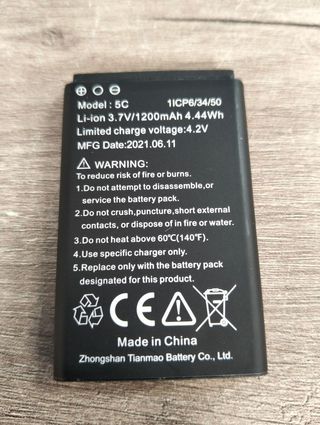 Model : 5C 1ICP6/34/50
Li-ion 3.7V/1200mAh 4.44Wh
Limited charge voltage:4.2V
MFG Date:2021.06.11
WARNING:
To reduce risk of fire or burns.
1.Do not attempt to disassemble,or
service the battery pack.
2.Do not crush,puncture,short external
contacts, or dispose of in fire or water.
3.Do not heat above 60℃(140℉).
4.Use specific charger only.
5.Replace only with the battery pack
designated for this product.
CE
Made in China
Zhongshan Tianmao Battery Co., Ltd.